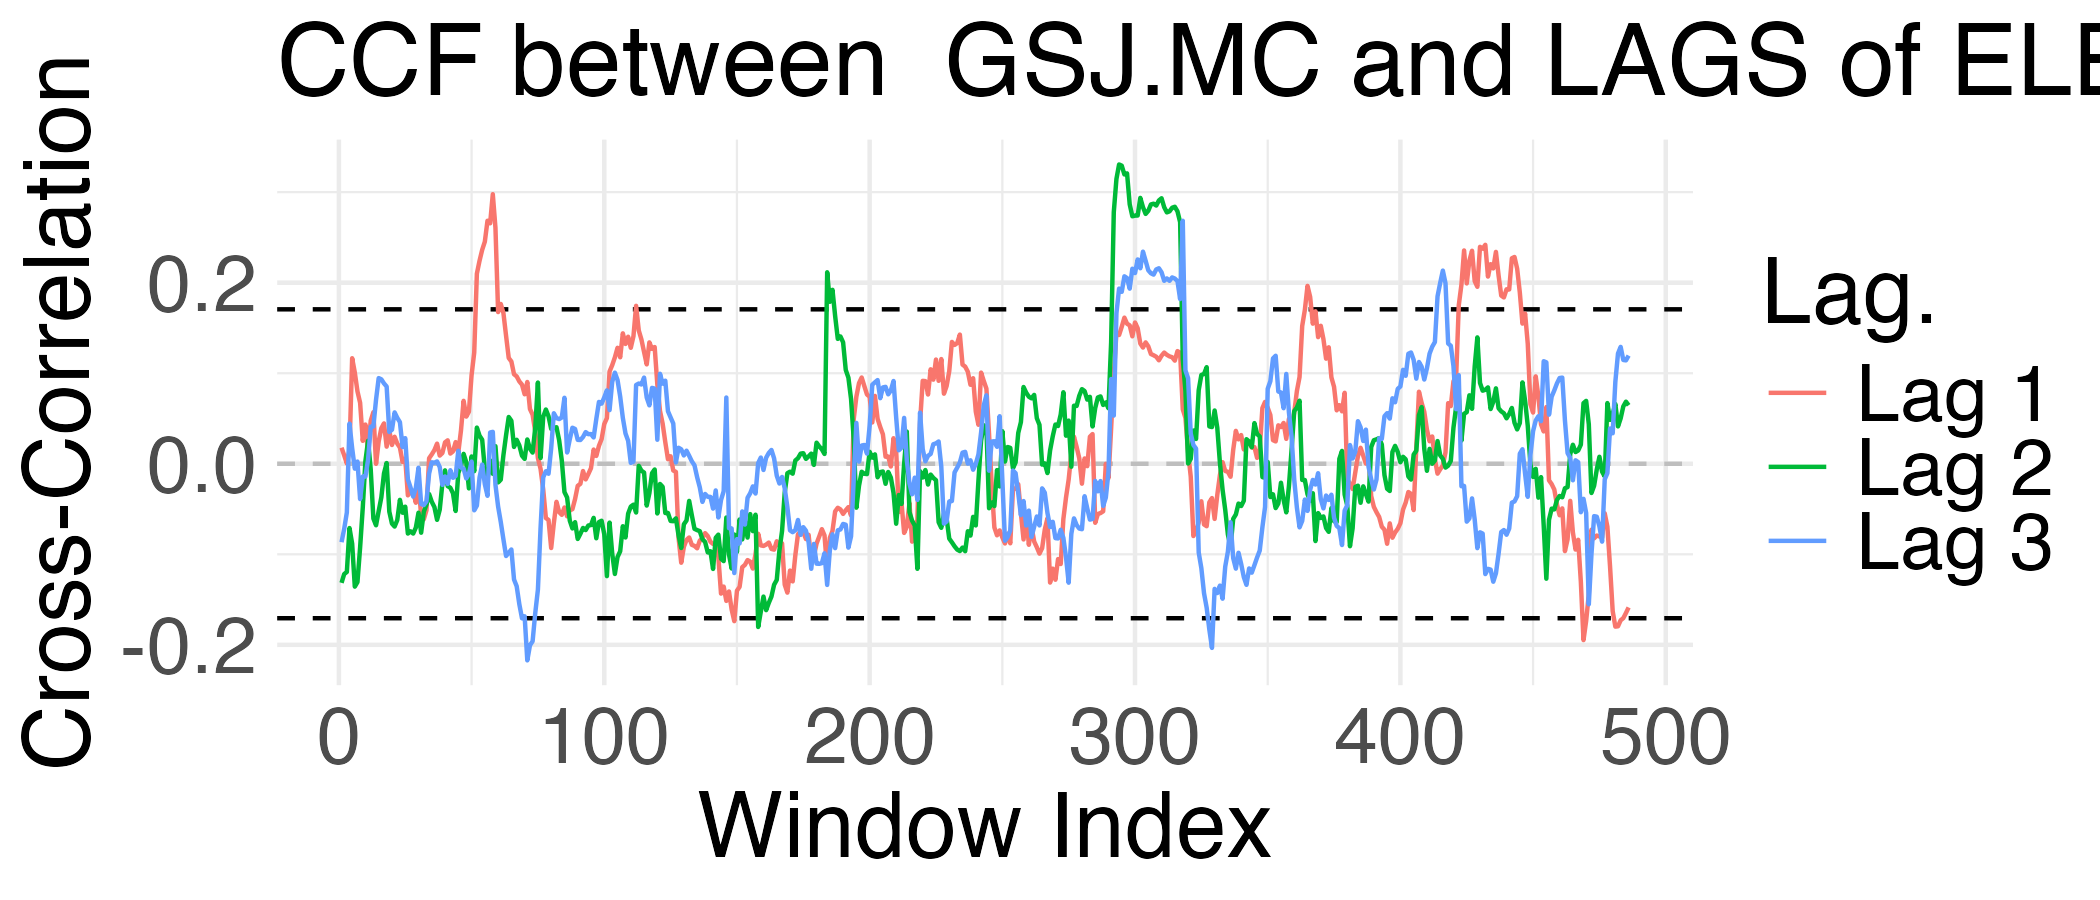 CCF between  GSJ.MC and LAGS of ELE
Cross-Correlation
0.2
0.0
-0.2
0 100 200 300 400 500
Window Index
Lag.
Lag 1
Lag 2
Lag 3